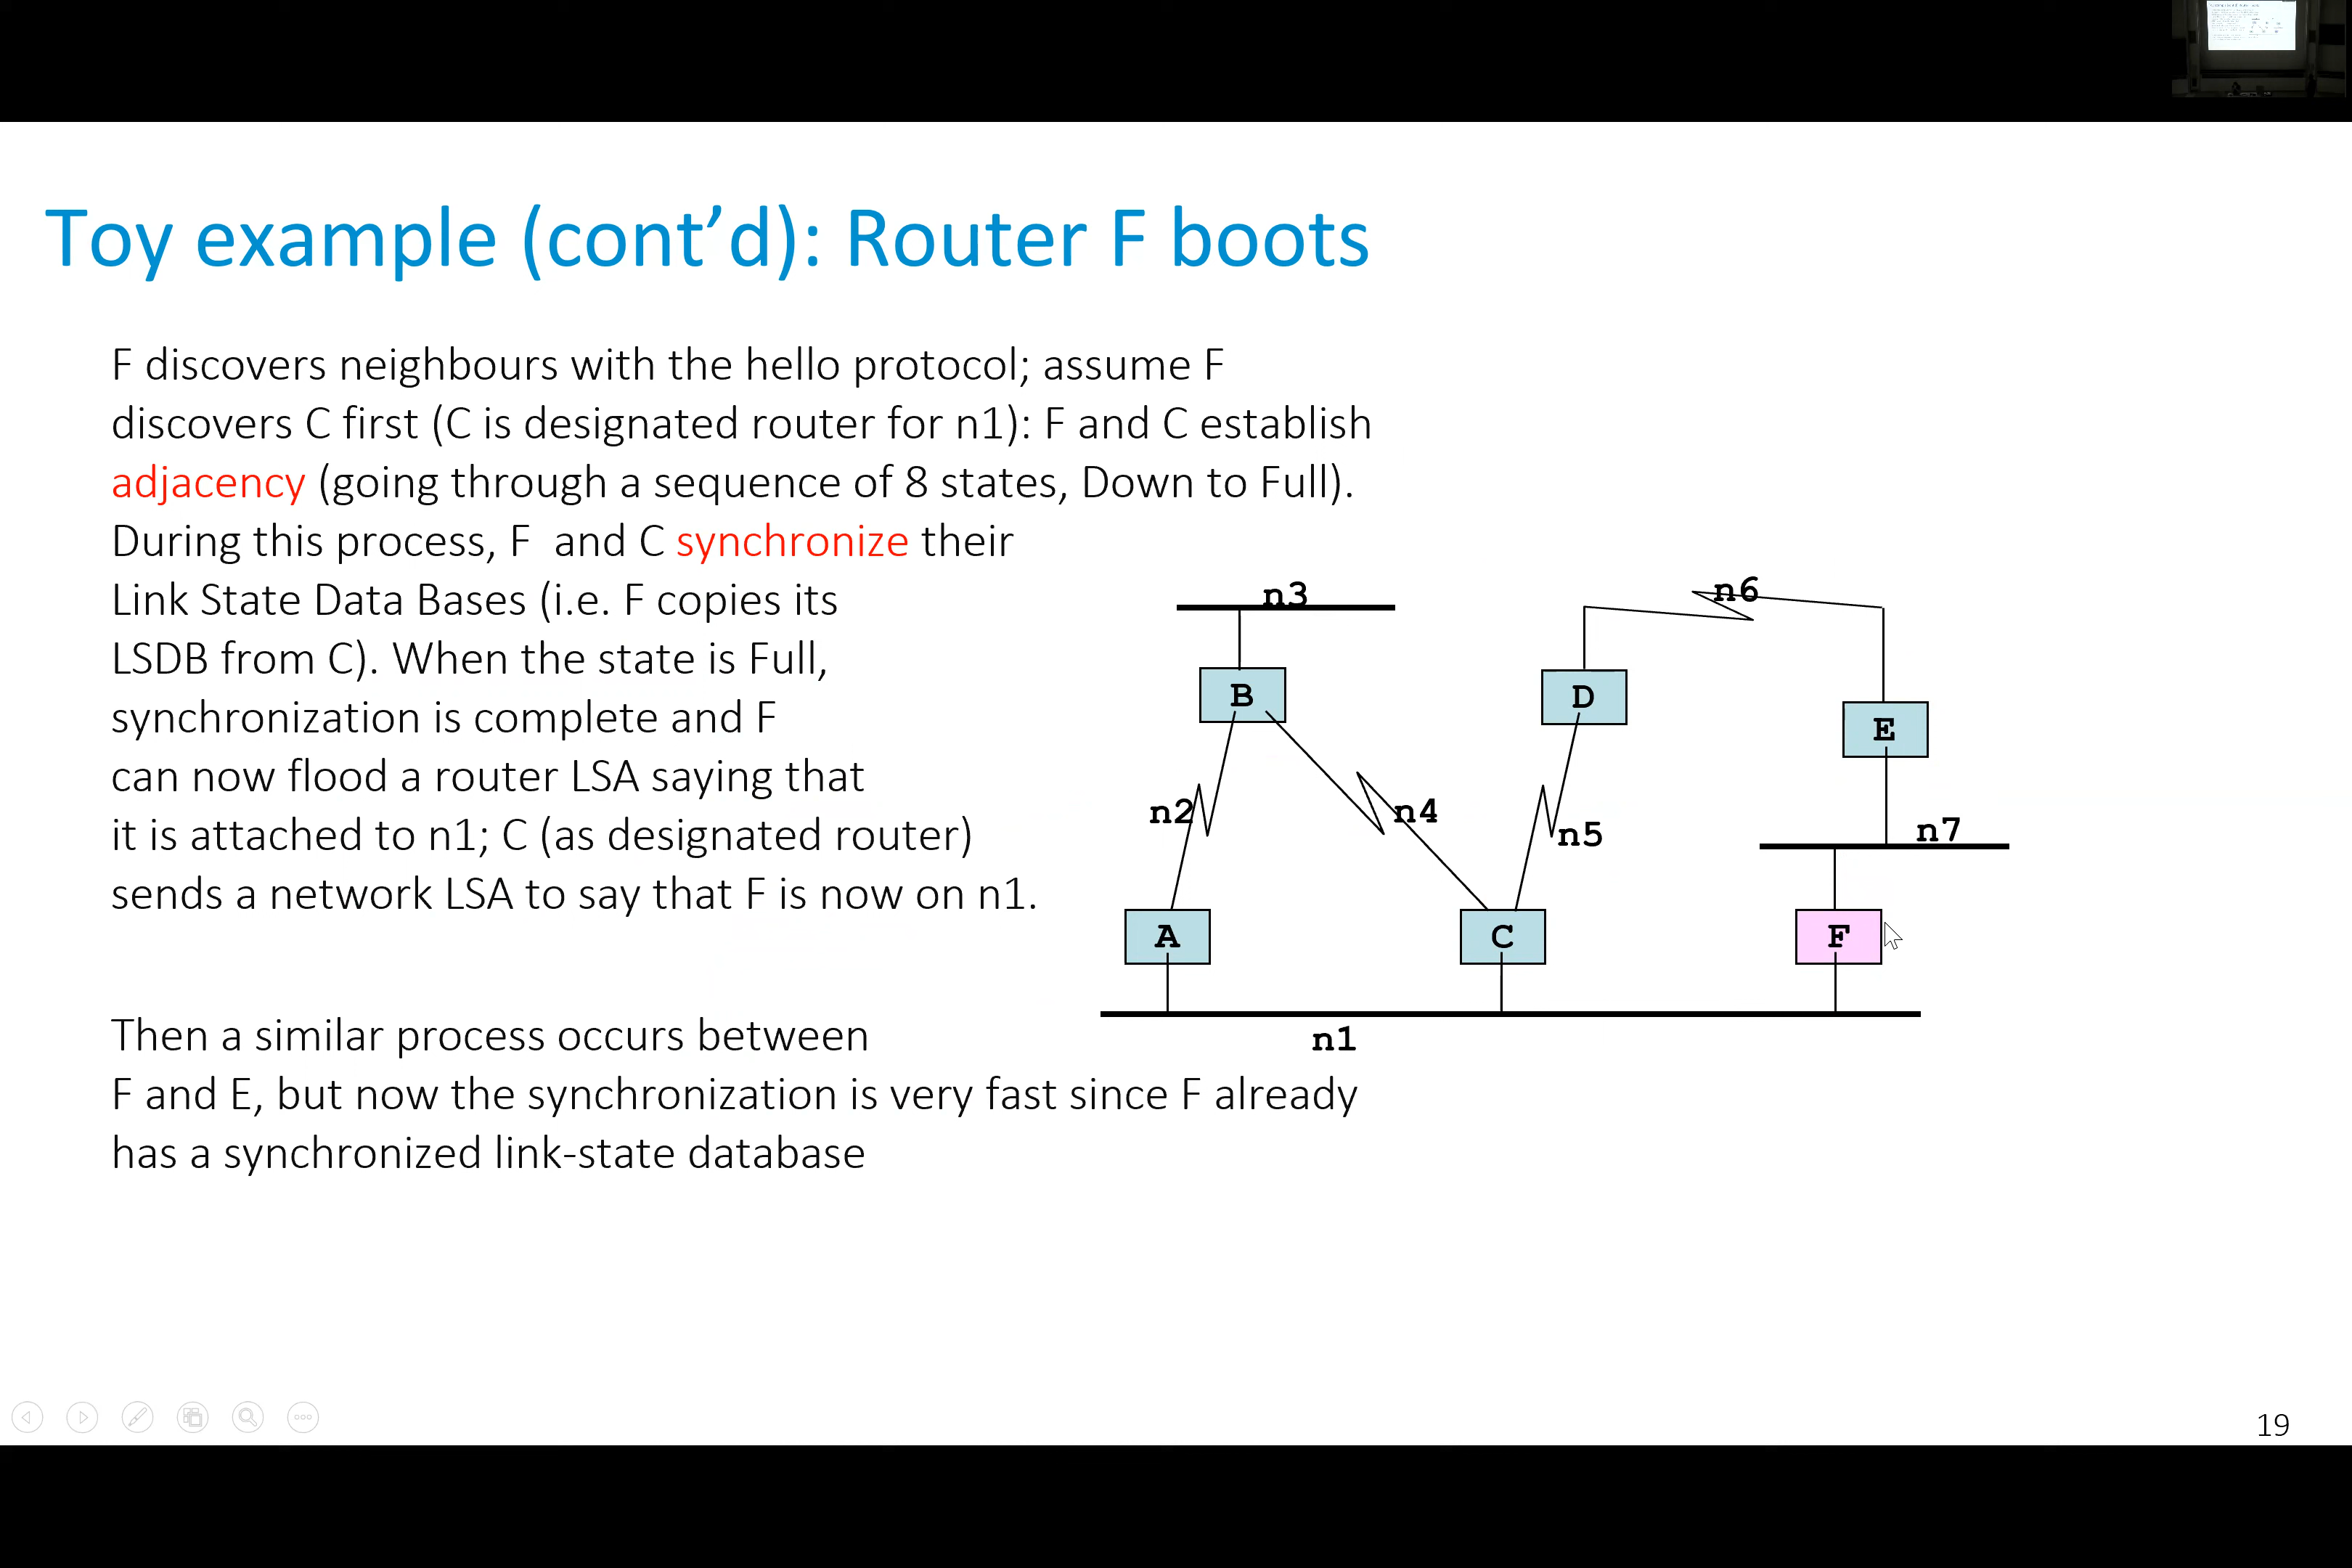 Toy example (cont’d): Router F boots
F discovers neighbours with the hello protocol; assume F
discovers C first (C is designated router for n1): F and C establish
adjacency (going through a sequence of 8 states, Down to Full).
During this process, F  and C synchronize their
Link State Data Bases (i.e. F copies its
LSDB from C). When the state is Full,
synchronization is complete and F
can now flood a router LSA saying that
it is attached to n1; C (as designated router)
sends a network LSA to say that F is now on n1.
Then a similar process occurs between
F and E, but now the synchronization is very fast since F already
has a synchronized link-state database
n3
n6
B
D
E
n2
n4
n5
n7
A
C
F
n1
19